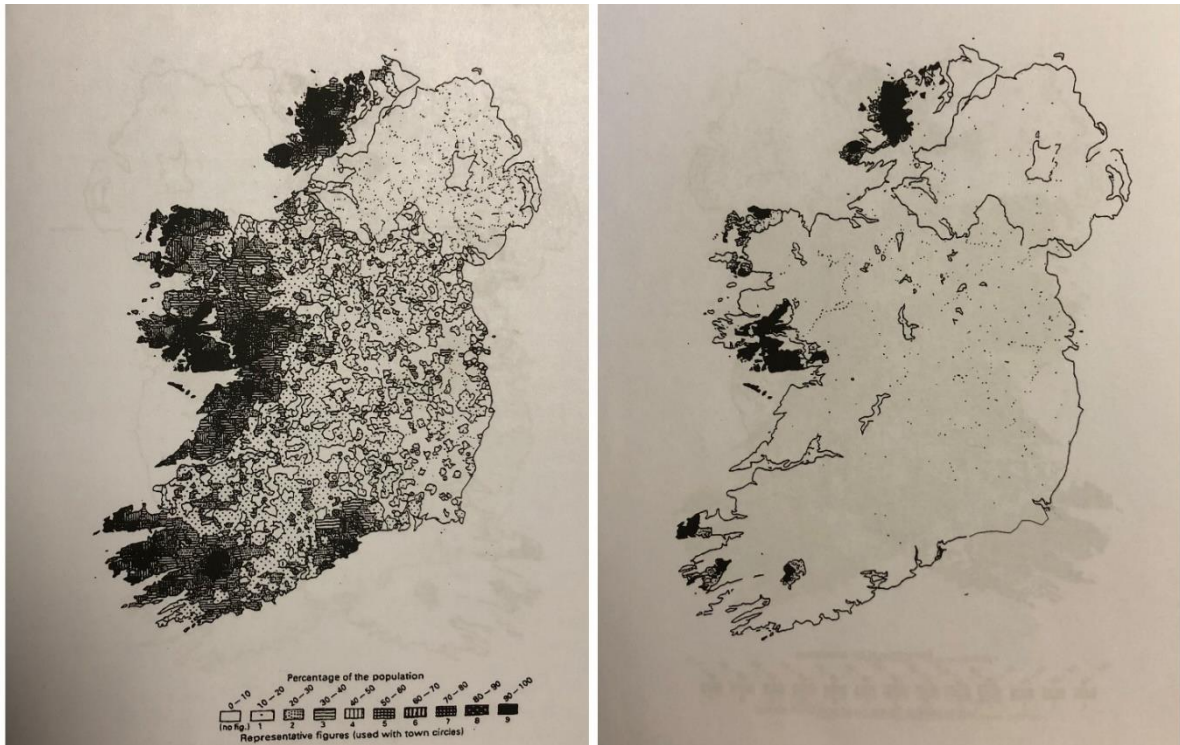 Percentage of the population
0–10 10–20 20–30 30–40 40–50 50–60 60–70 70–80 80–90 90–100
(no fig.) 1 2 3 4 5 6 7 8 9
Representative figures (used with town circles)